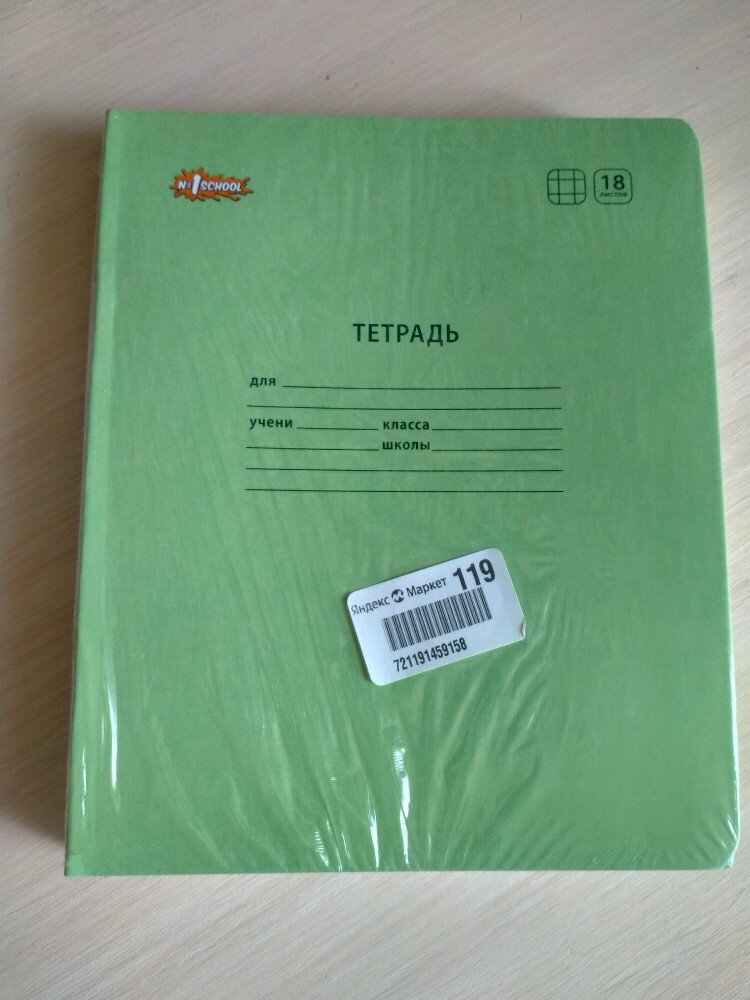 №1 SCHOOL
18
листов
ТЕТРАДЬ
для
учени класса
школы
Яндекс Маркет 119
721191459158